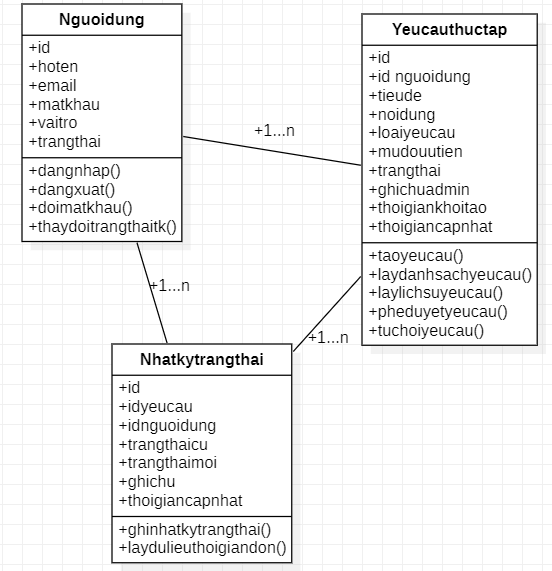 Nguoidung
+id
+hoten
+email
+matkhau
+vaitro
+trangthai
+dangnhap()
+dangxuat()
+doimatkhau()
+thaydoitrangthaitk()
+1...n
Yeucauthuctap
+id
+id nguoidung
+tieude
+noidung
+loaiyeucau
+mudouutien
+trangthai
+ghichuadmin
+thoigiankhoitao
+thoigiancapnhat
+taoyeucau()
+laydanhsachyeucau()
+laylichsuyeucau()
+pheduyetyeucau()
+tuchoiyeucau()
+1...n
+1...n
Nhatkytrangthai
+id
+idyeucau
+idnguoidung
+trangthaicu
+trangthaimoi
+ghichu
+thoigiancapnhat
+ghinhatkytrangthai()
+laydulieuthoigiandon()